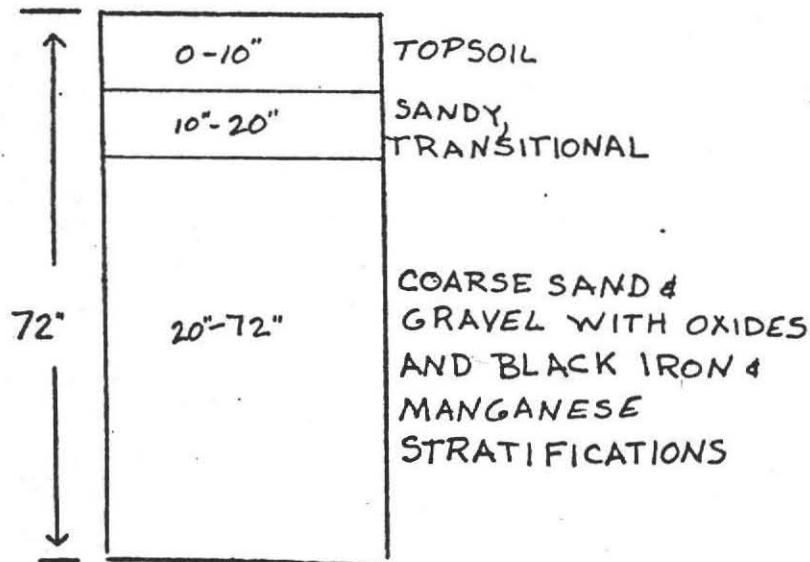 0-10" TOPSOIL
10"-20" SANDY,
TRANSITIONAL
72" 20"-72" COARSE SAND &
GRAVEL WITH OXIDES
AND BLACK IRON &
MANGANESE
STRATIFICATIONS